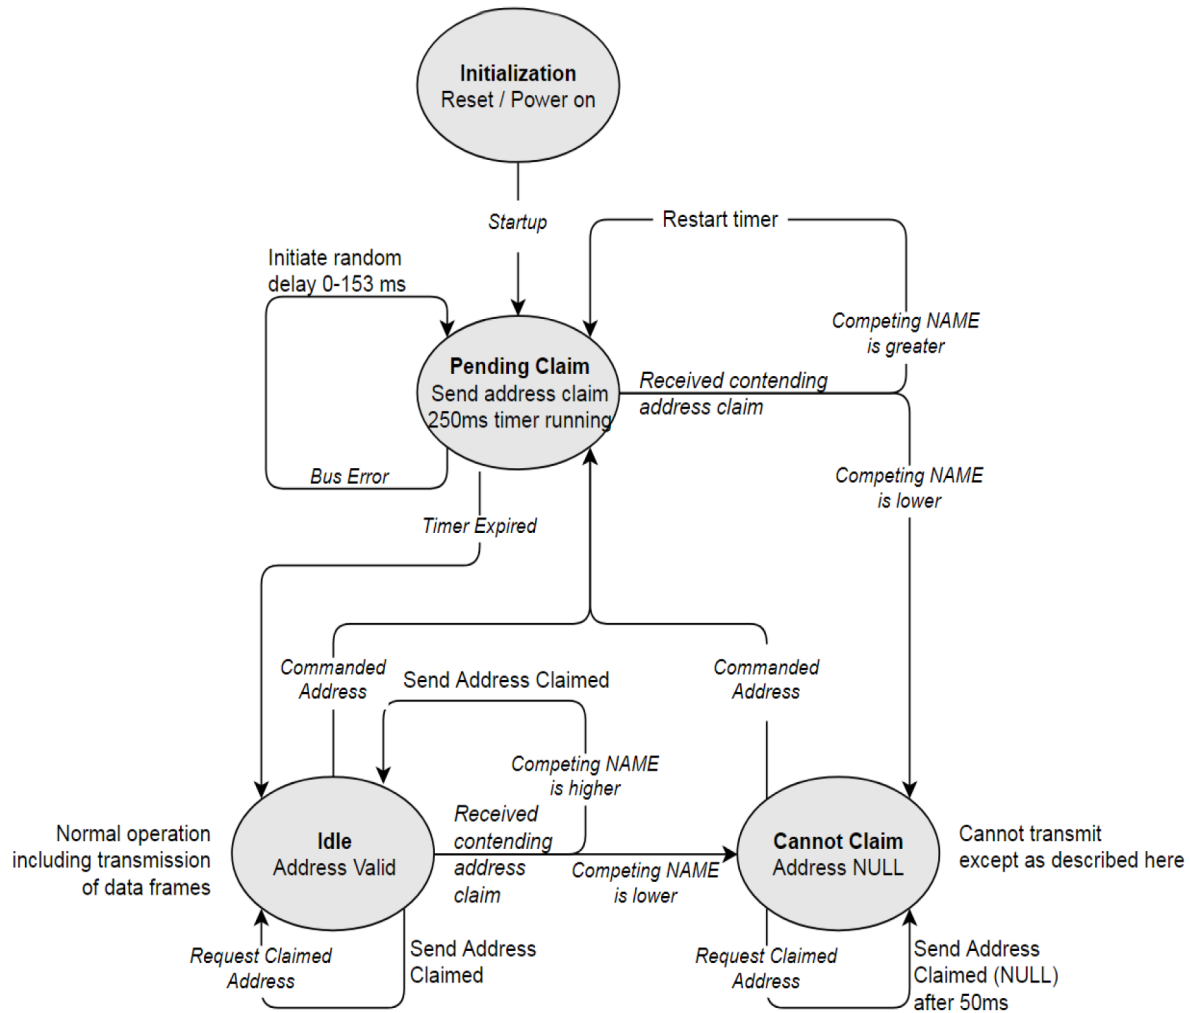 Initialization
Reset / Power on
Startup
Restart timer
Initiate random
delay 0-153 ms
Competing NAME
is greater
Pending Claim
Send address claim
250ms timer running
Received contending
address claim
Bus Error
Competing NAME
is lower
Timer Expired
Commanded
Address
Send Address Claimed
Commanded
Address
Competing NAME
is higher
Normal operation
including transmission
of data frames
Idle
Address Valid
Received
contending
address
claim
Competing NAME
is lower
Cannot Claim
Address NULL
Cannot transmit
except as described here
Request Claimed
Address
Send Address
Claimed
Request Claimed
Address
Send Address
Claimed (NULL)
after 50ms